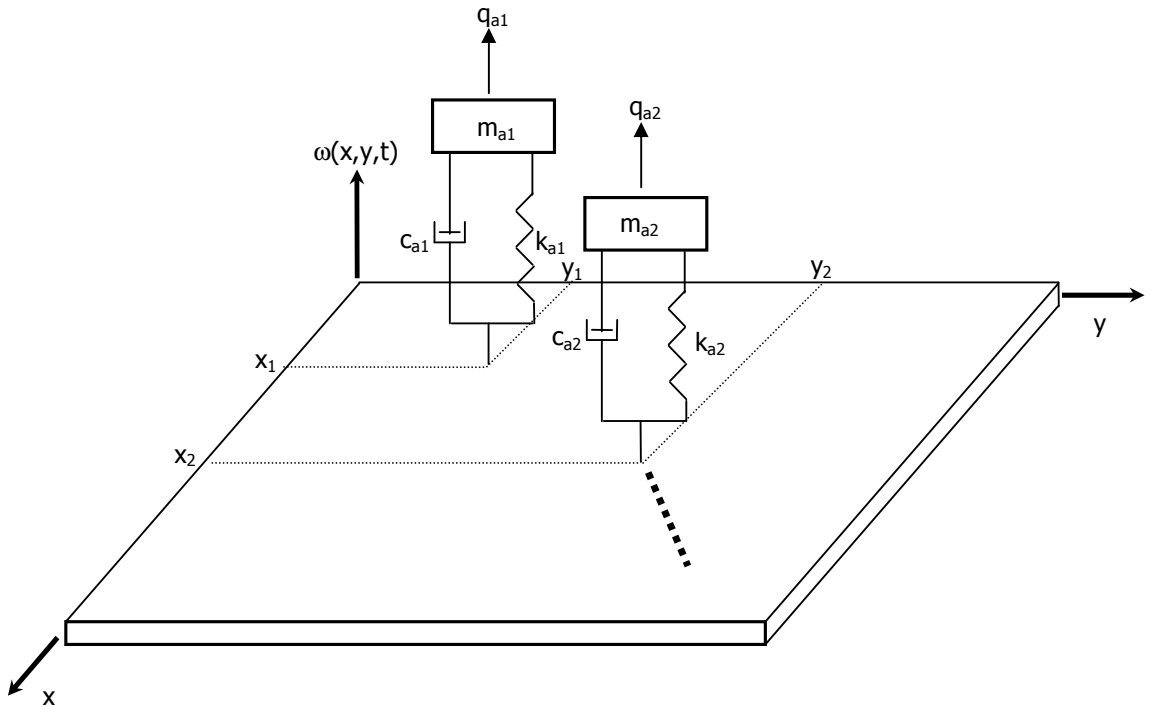 qa1
qa2
ma1
ω(x,y,t)
ma2
ca1
ka1
y1
y2
ca2
ka2
y
x1
x2
x